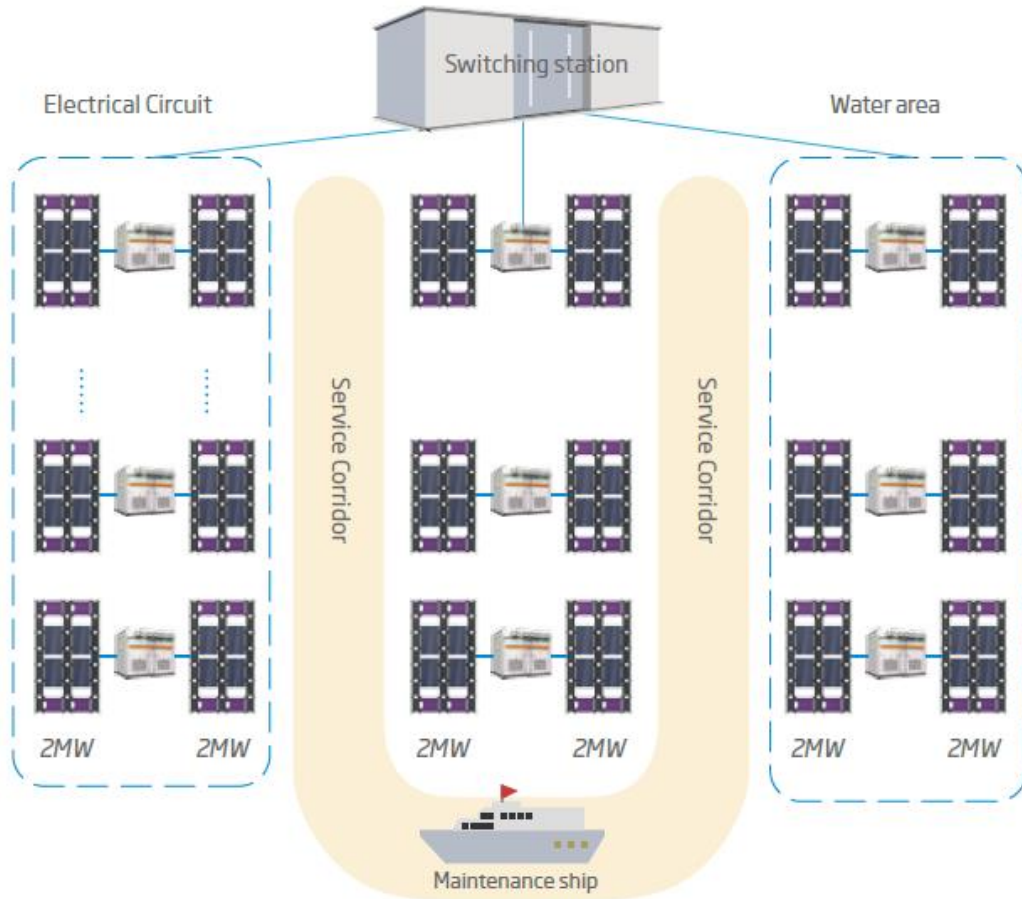 Switching station
Electrical Circuit
Water area
Service Corridor
Service Corridor
2MW 2MW 2MW 2MW 2MW 2MW
Maintenance ship